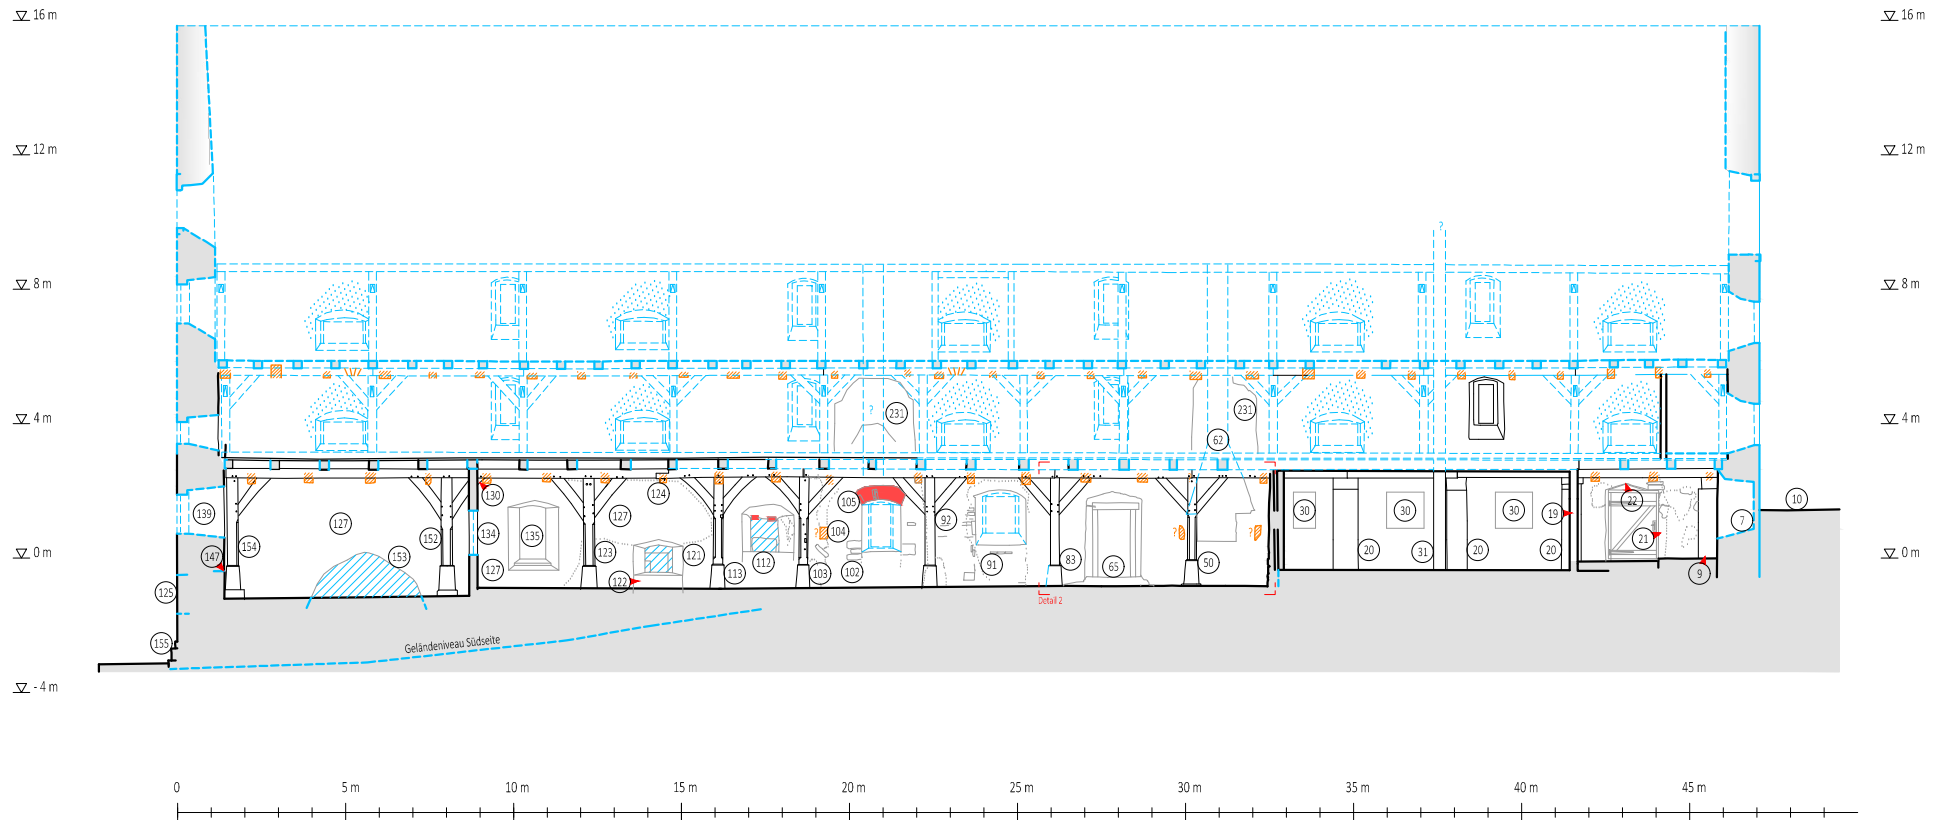 16 m 16 m
12 m 12 m
?
8 m 8 m
4 m 4 m
? 231 231
62
130 124
105
139 127 134 135 127 104 92 ? ? 30 30 30 19 22 10
147 154 152 153 123 121 112 20 31 20 20 21 7
0 m 0 m
127 122 113 103 102 91 83 65 50 9
125
Detail 2
155 Geländeniveau Südseite
- 4 m
0 5 m 10 m 15 m 20 m 25 m 30 m 35 m 40 m 45 m